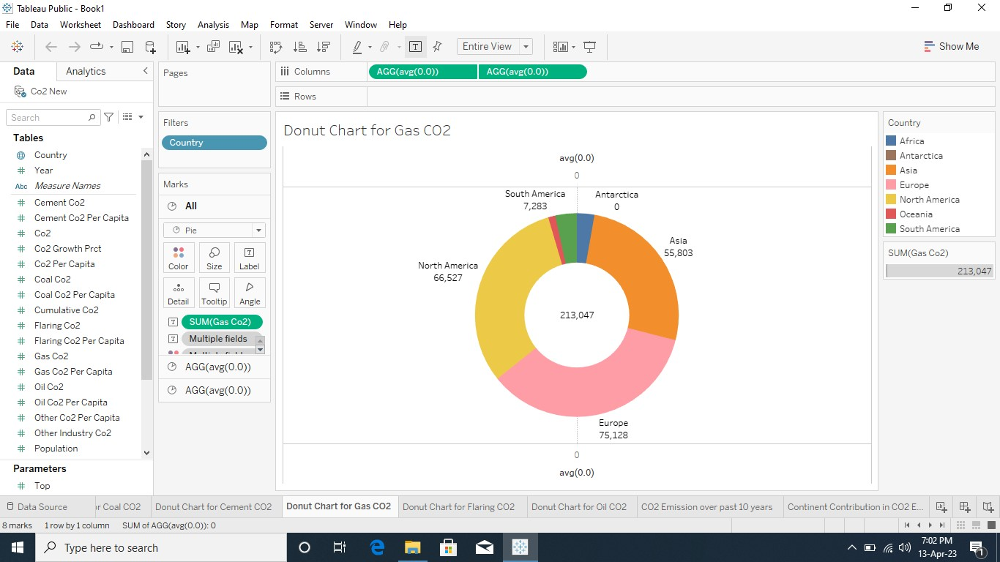 Tableau Public - Book1
File Data Worksheet Dashboard Story Analysis Map Format Server Window Help
Entire View
Show Me
Data Analytics
Pages
Columns AGG(avg(0.0)) AGG(avg(0.0))
Co2 New
Rows
Search
Tables
Country
Year
Abc Measure Names
Cement Co2
Cement Co2 Per Capita
Co2
Co2 Growth Prct
Co2 Per Capita
Coal Co2
Coal Co2 Per Capita
Cumulative Co2
Flaring Co2
Flaring Co2 Per Capita
Gas Co2
Gas Co2 Per Capita
Oil Co2
Oil Co2 Per Capita
Other Co2 Per Capita
Other Industry Co2
Population
Parameters
Top
Filters
Country
Marks
All
Pie
Color Size Label
Detail Tooltip Angle
SUM(Gas Co2)
Multiple fields
AGG(avg(0.0))
AGG(avg(0.0))
Donut Chart for Gas CO2
avg(0.0)
0
South America
7,283
Antarctica
0
Asia
55,803
North America
66,527
213,047
Europe
75,128
0
avg(0.0)
Country
Africa
Antarctica
Asia
Europe
North America
Oceania
South America
SUM(Gas Co2)
213,047
Data Source r Coal CO2 Donut Chart for Cement CO2 Donut Chart for Gas CO2 Donut Chart for Flaring CO2 Donut Chart for Oil CO2 CO2 Emission over past 10 years Continent Contribution in CO2 E...
8 marks 1 row by 1 column SUM of AGG(avg(0.0)): 0
Type here to search
7:02 PM
13-Apr-23
1